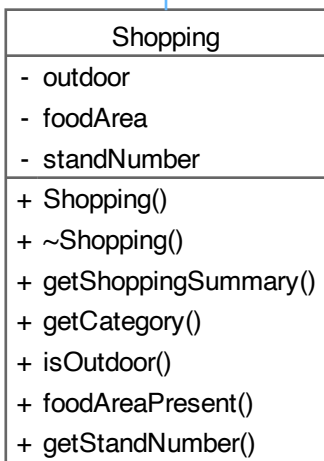 Shopping
- outdoor
- foodArea
- standNumber
+ Shopping()
+ ~Shopping()
+ getShoppingSummary()
+ getCategory()
+ isOutdoor()
+ foodAreaPresent()
+ getStandNumber()